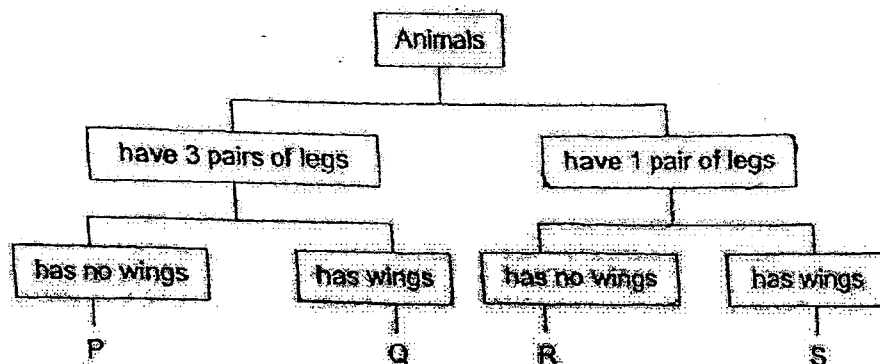 Animals
have 3 pairs of legs
have 1 pair of legs
has no wings
has wings
has no wings
has wings
P
Q
R
S